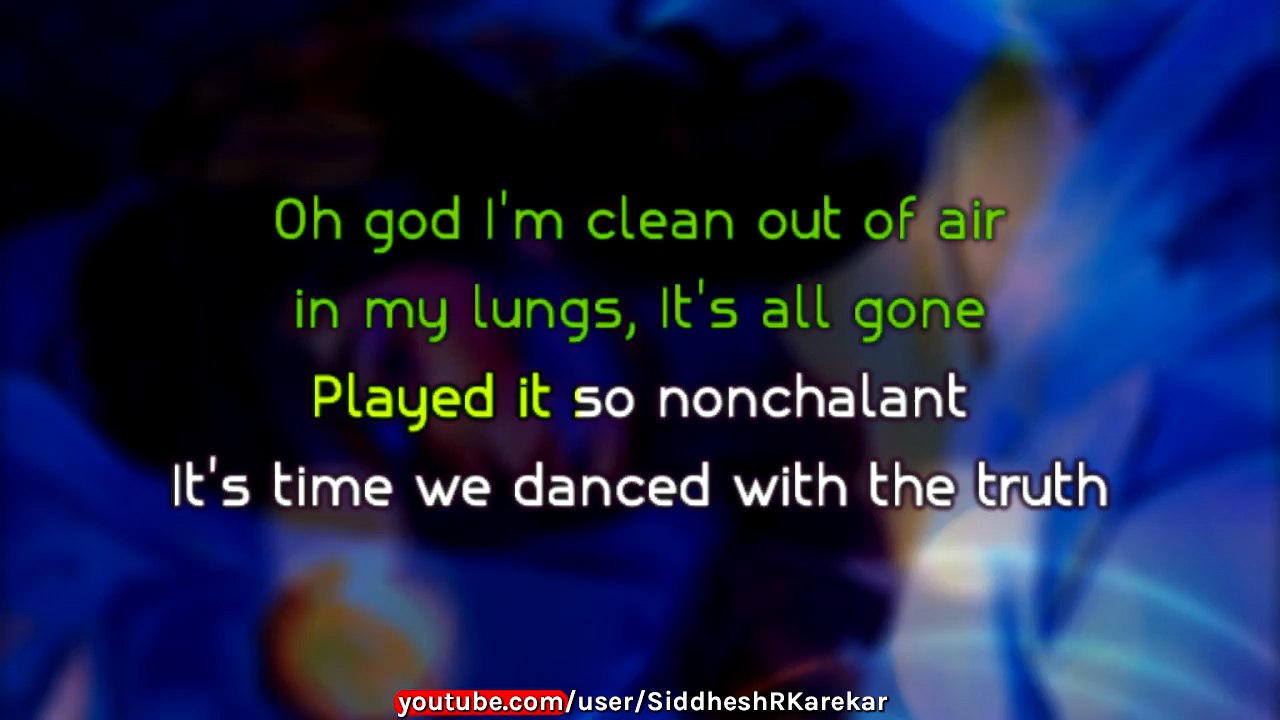 Oh god I'm clean out of air
in my lungs, It's all gone
Played it so nonchalant
It's time we danced with the truth
youtube.com/user/SiddheshRKarekar